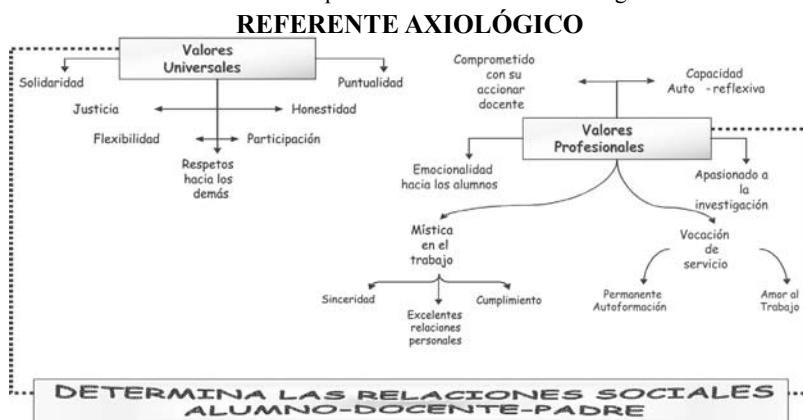 REFERENTE AXIOLÓGICO
Valores
Universales
Solidaridad
Puntualidad
Justicia
Honestidad
Flexibilidad
Participación
Respetos
hacia los
demás
Comprometido
con su
accionar
docente
Capacidad
Auto - reflexiva
Valores
Profesionales
Emocionalidad
hacia los alumnos
Apasionado a
la
investigación
Mística
en el
trabajo
Vocación
de
servicio
Sinceridad
Cumplimiento
Excelentes
relaciones
personales
Permanente
Autoformación
Amor al
Trabajo
DETERMINA LAS RELACIONES SOCIALES
ALUMNO-DOCENTE-PADRE